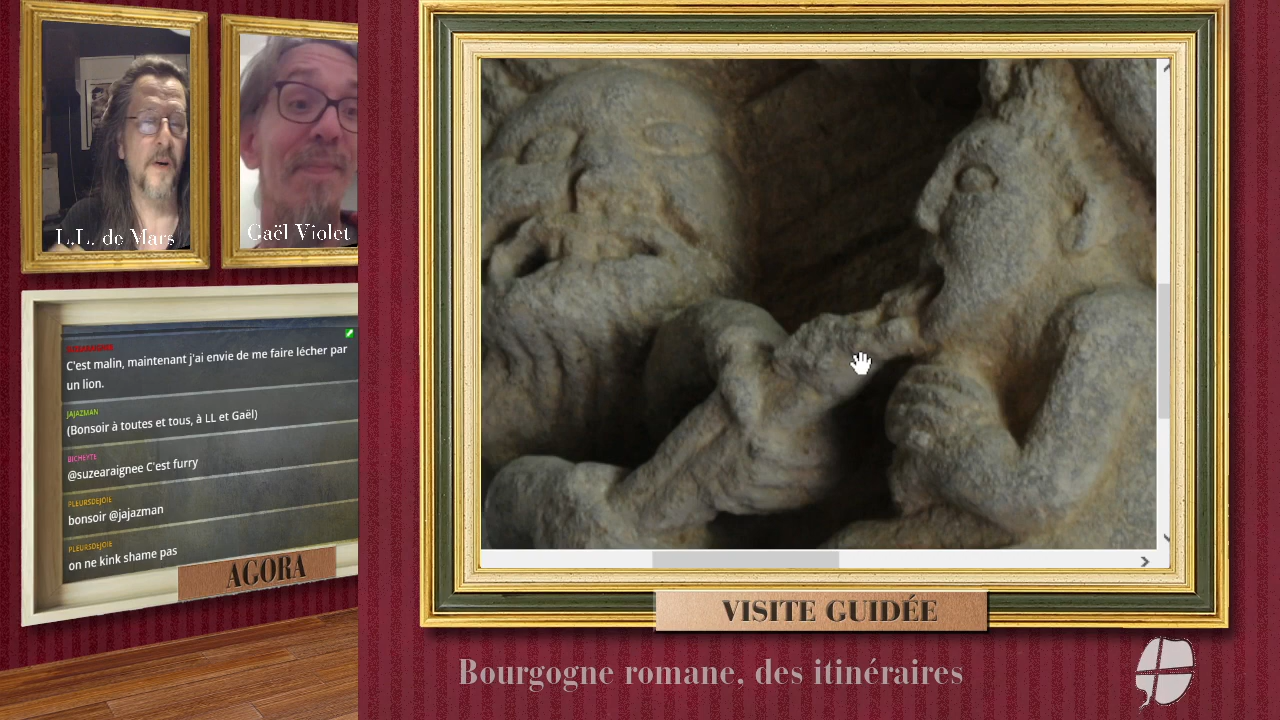 L.L. de Mars
Gaël Violet
C'est malin, maintenant j'ai envie de me faire lécher par
un lion.
JAJAZMAN
(Bonsoir à toutes et tous, à LL et Gaël)
BICHEYTE
@suzearaignee C'est furry
PLEURSDEJOIE
bonsoir @jajazman
PLEURSDEJOIE
on ne kink shame pas
AGORA
VISITE GUIDÉE
Bourgogne romane, des itinéraires